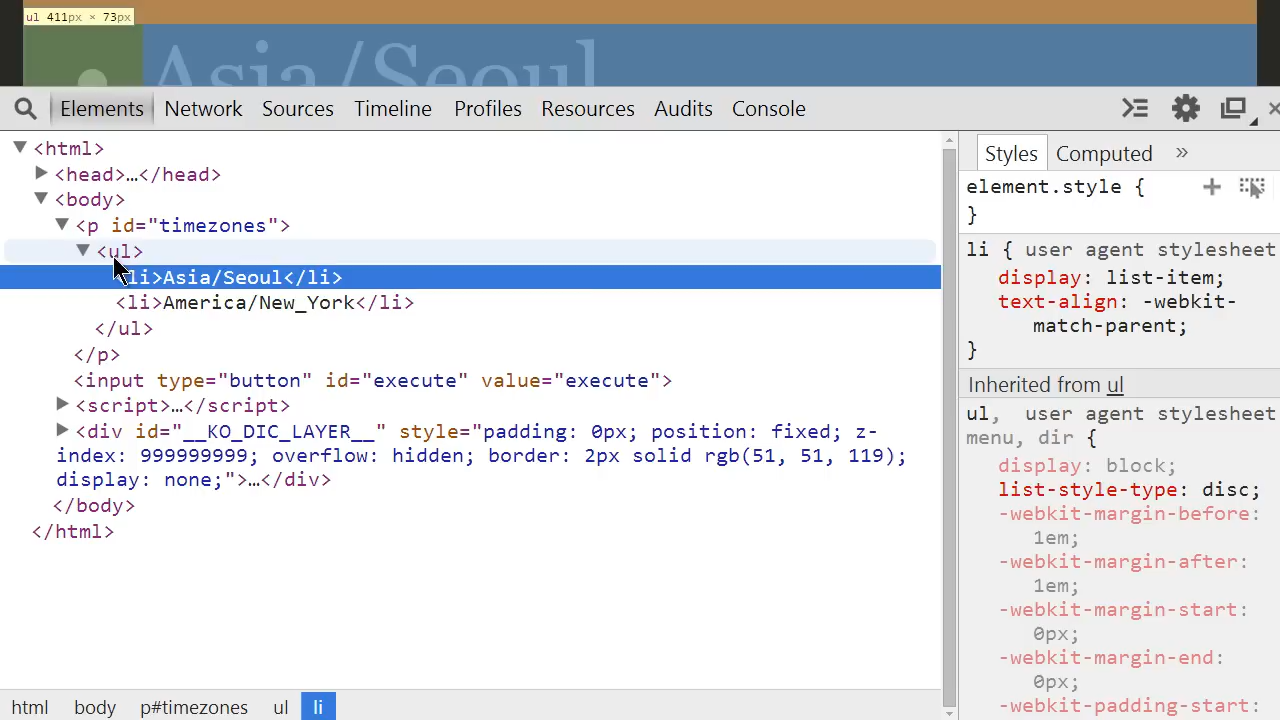 ul 411px × 73px
Asia/Seoul
Elements Network Sources Timeline Profiles Resources Audits Console
<html>
<head>…</head>
<body>
<p id="timezones">
<ul>
<li>Asia/Seoul</li>
<li>America/New_York</li>
</ul>
</p>
<input type="button" id="execute" value="execute">
<script>…</script>
<div id="__KO_DIC_LAYER__" style="padding: 0px; position: fixed; z-
index: 999999999; overflow: hidden; border: 2px solid rgb(51, 51, 119);
display: none;">…</div>
</body>
</html>
html body p#timezones ul li
Styles Computed »
element.style {
}
li { user agent stylesheet
display: list-item;
text-align: -webkit-
match-parent;
}
Inherited from ul
ul, user agent stylesheet
menu, dir {
display: block;
list-style-type: disc;
-webkit-margin-before:
1em;
-webkit-margin-after:
1em;
-webkit-margin-start:
0px;
-webkit-margin-end:
0px;
-webkit-padding-start: